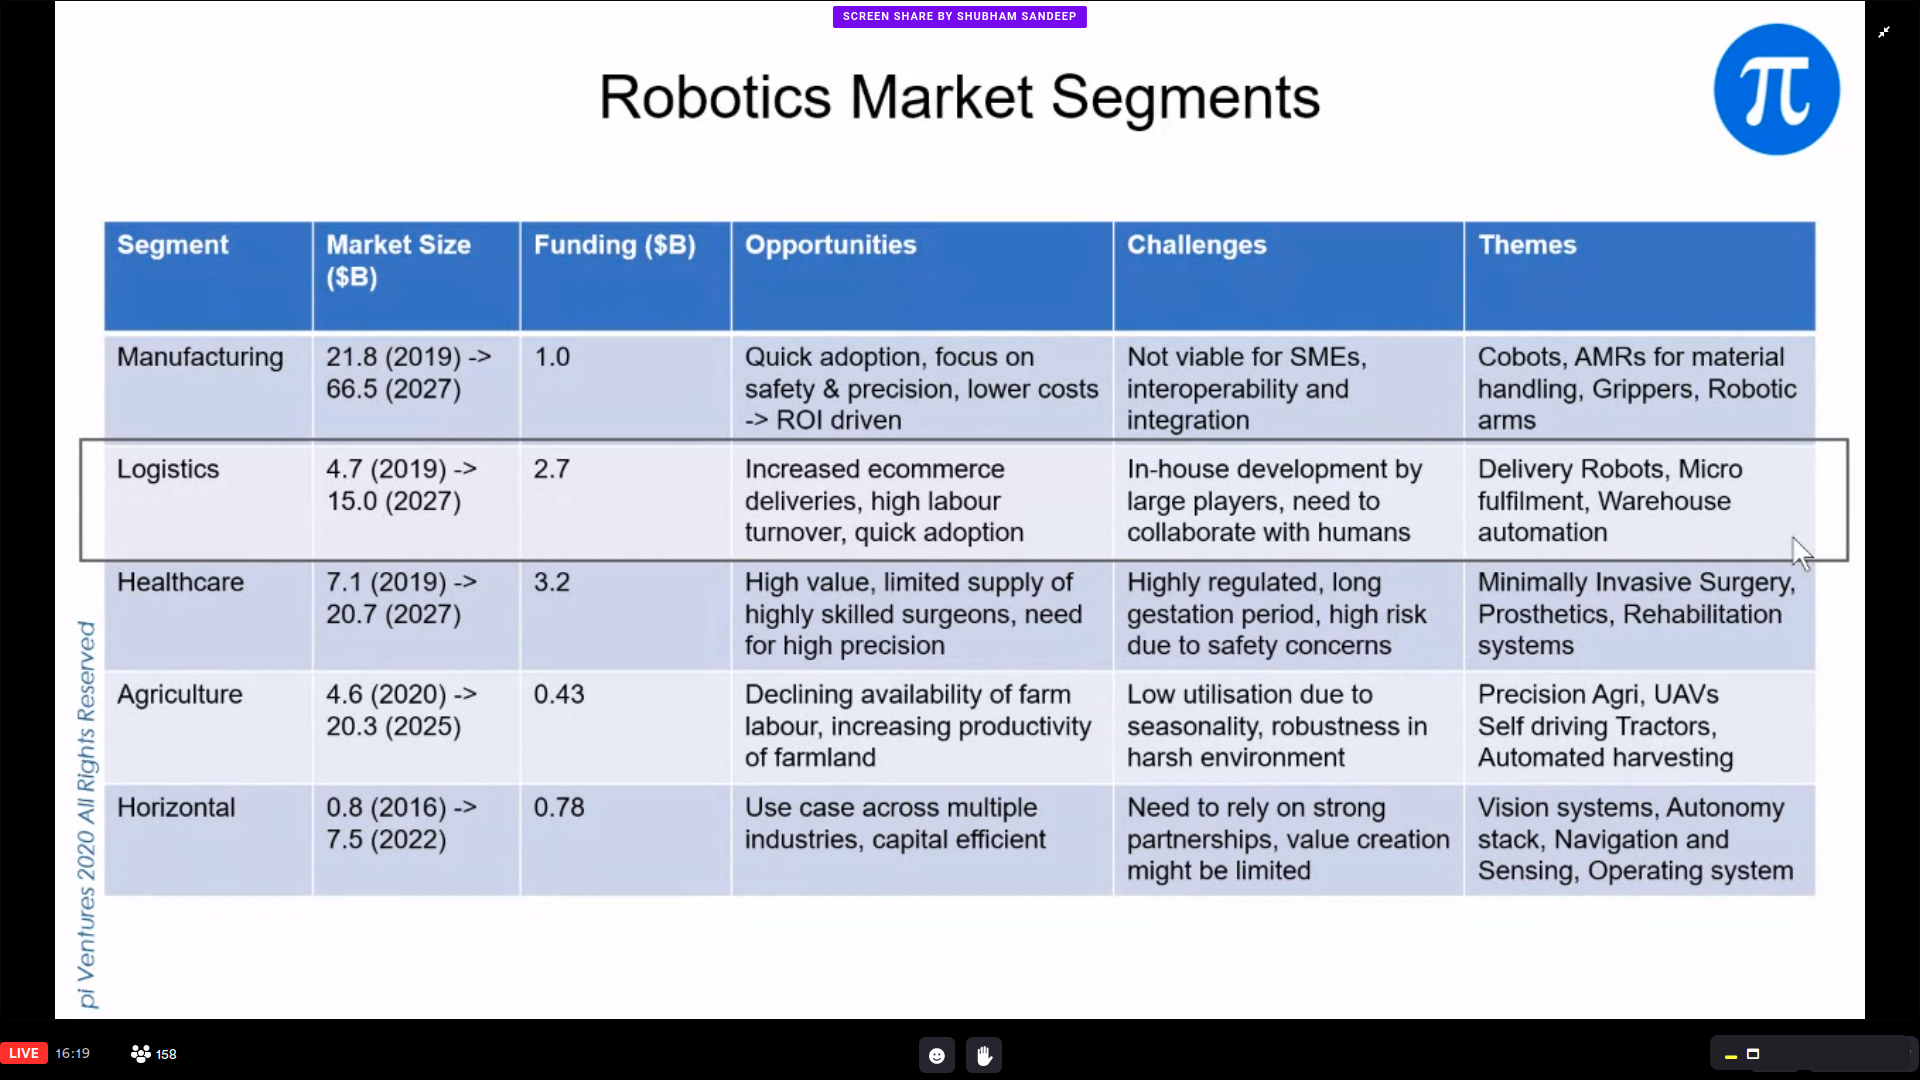 SCREEN SHARE BY SHUBHAM SANDEEP
Robotics Market Segments
π
Segment
Market Size
($B)
Funding ($B)
Opportunities
Challenges
Themes
Manufacturing
21.8 (2019) ->
66.5 (2027)
1.0
Quick adoption, focus on
safety & precision, lower costs
-> ROI driven
Not viable for SMEs,
interoperability and
integration
Cobots, AMRs for material
handling, Grippers, Robotic
arms
Logistics
4.7 (2019) ->
15.0 (2027)
2.7
Increased ecommerce
deliveries, high labour
turnover, quick adoption
In-house development by
large players, need to
collaborate with humans
Delivery Robots, Micro
fulfilment, Warehouse
automation
Healthcare
7.1 (2019) ->
20.7 (2027)
3.2
High value, limited supply of
highly skilled surgeons, need
for high precision
Highly regulated, long
gestation period, high risk
due to safety concerns
Minimally Invasive Surgery,
Prosthetics, Rehabilitation
systems
Agriculture
4.6 (2020) ->
20.3 (2025)
0.43
Declining availability of farm
labour, increasing productivity
of farmland
Low utilisation due to
seasonality, robustness in
harsh environment
Precision Agri, UAVs
Self driving Tractors,
Automated harvesting
Horizontal
0.8 (2016) ->
7.5 (2022)
0.78
Use case across multiple
industries, capital efficient
Need to rely on strong
partnerships, value creation
might be limited
Vision systems, Autonomy
stack, Navigation and
Sensing, Operating system
pi Ventures 2020 All Rights Reserved
LIVE 16:19 158